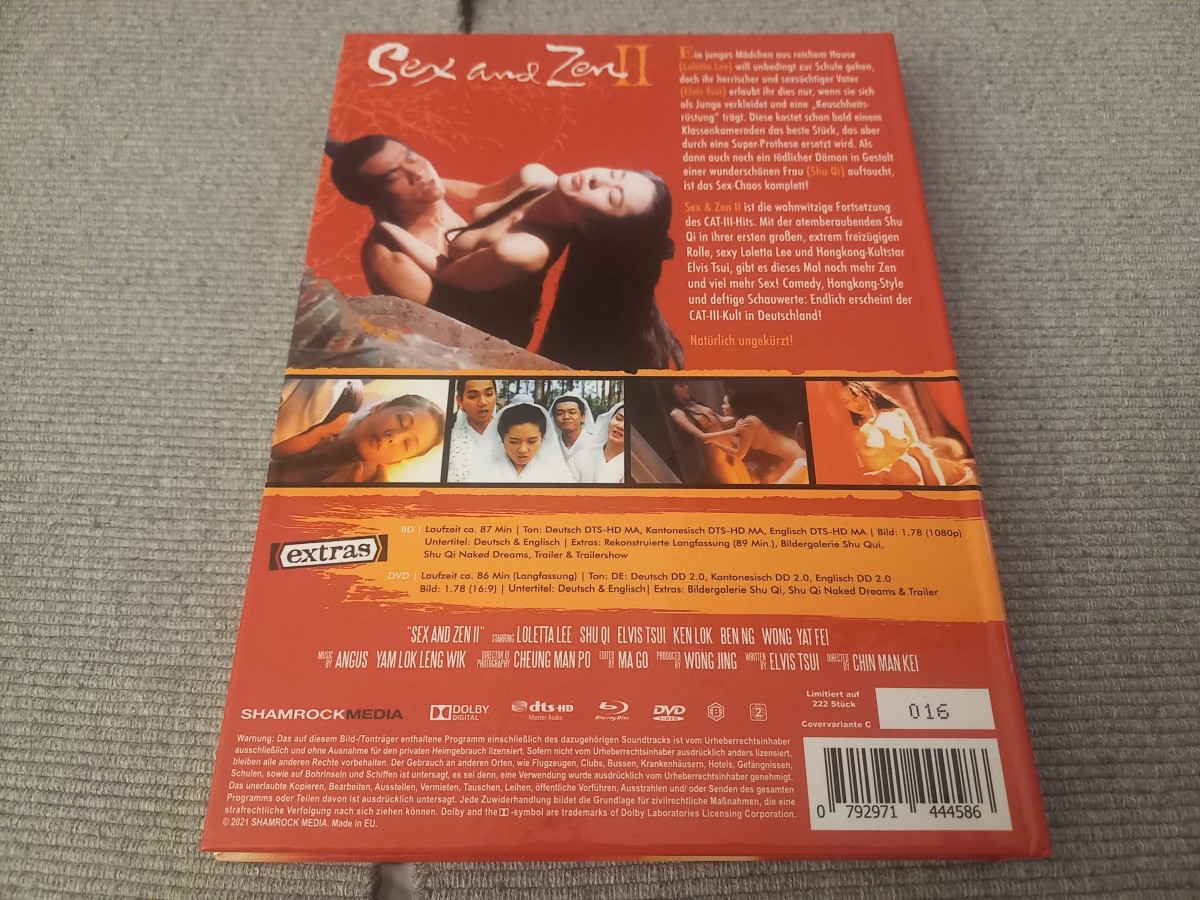 Sex and Zen II
Ein junges Mädchen aus reichem Hause
(Loletta Lee) will unbedingt zur Schule gehen,
doch ihr herrischer und sexsüchtiger Vater
(Elvis Tsui) erlaubt ihr dies nur, wenn sie sich
als Junge verkleidet und eine „Keuschheits-
rüstung" trägt. Diese kostet schon bald einem
Klassenkameraden das beste Stück, das aber
durch eine Super-Prothese ersetzt wird. Als
dann auch noch ein tödlicher Dämon in Gestalt
einer wunderschönen Frau (Shu Qi) auftaucht,
ist das Sex-Chaos komplett!
Sex & Zen II ist die wahnwitzige Fortsetzung
des CAT-III-Hits. Mit der atemberaubenden Shu
Qi in ihrer ersten großen, extrem freizügigen
Rolle, sexy Loletta Lee und Hongkong-Kultstar
Elvis Tsui, gibt es dieses Mal noch mehr Zen
und viel mehr Sex! Comedy, Hongkong-Style
und deftige Schauwerte: Endlich erscheint der
CAT-III-Kult in Deutschland!
Natürlich ungekürzt!
extras
BD | Laufzeit ca. 87 Min | Ton: Deutsch DTS-HD MA, Kantonesisch DTS-HD MA, Englisch DTS-HD MA | Bild: 1.78 (1080p)
Untertitel: Deutsch & Englisch | Extras: Rekonstruierte Langfassung (89 Min.), Bildergalerie Shu Qui,
Shu Qi Naked Dreams, Trailer & Trailershow
DVD | Laufzeit ca. 86 Min (Langfassung) | Ton: DE: Deutsch DD 2.0, Kantonesisch DD 2.0, Englisch DD 2.0
Bild: 1.78 (16:9) | Untertitel: Deutsch & Englisch| Extras: Bildergalerie Shu Qi, Shu Qi Naked Dreams & Trailer
"SEX AND ZEN II" STARRING LOLETTA LEE SHU QI ELVIS TSUI KEN LOK BEN NG WONG YAT FEI
MUSIC BY ANGUS YAM LOK LENG WIK DIRECTOR OF PHOTOGRAPHY CHEUNG MAN PO EDITED BY MA GO PRODUCED BY WONG JING WRITTEN BY ELVIS TSUI DIRECTED BY CHIN MAN KEI
SHAMROCKMEDIA
DOLBY DIGITAL
dts-HD Master Audio
Blu-ray Disc
DVD VIDEO
B
2
Limitiert auf
222 Stück
Covervariante C
016
Warnung: Das auf diesem Bild-/Tonträger enthaltene Programm einschließlich des dazugehörigen Soundtracks ist vom Urheberrechtsinhaber
ausschließlich und ohne Ausnahme für den privaten Heimgebrauch lizensiert. Sofern nicht vom Urheberrechtsinhaber ausdrücklich anders lizensiert,
bleiben alle anderen Rechte vorbehalten. Der Gebrauch an anderen Orten, wie Flugzeugen, Clubs, Bussen, Krankenhäusern, Hotels, Gefängnissen,
Schulen, sowie auf Bohrinseln und Schiffen ist untersagt, es sei denn, eine Verwendung wurde ausdrücklich vom Urheberrechtsinhaber genehmigt.
Das unerlaubte Kopieren, Bearbeiten, Ausstellen, Vermieten, Tauschen, Leihen, öffentliche Vorführen, Ausstrahlen und/ oder Senden des gesamten
Programms oder Teilen davon ist ausdrücklich untersagt. Jede Zuwiderhandlung bildet die Grundlage für zivilrechtliche Maßnahmen, die eine
strafrechtliche Verfolgung nach sich ziehen können. Dolby and the -symbol are trademarks of Dolby Laboratories Licensing Corporation.
© 2021 SHAMROCK MEDIA. Made in EU.
0 792971 444586